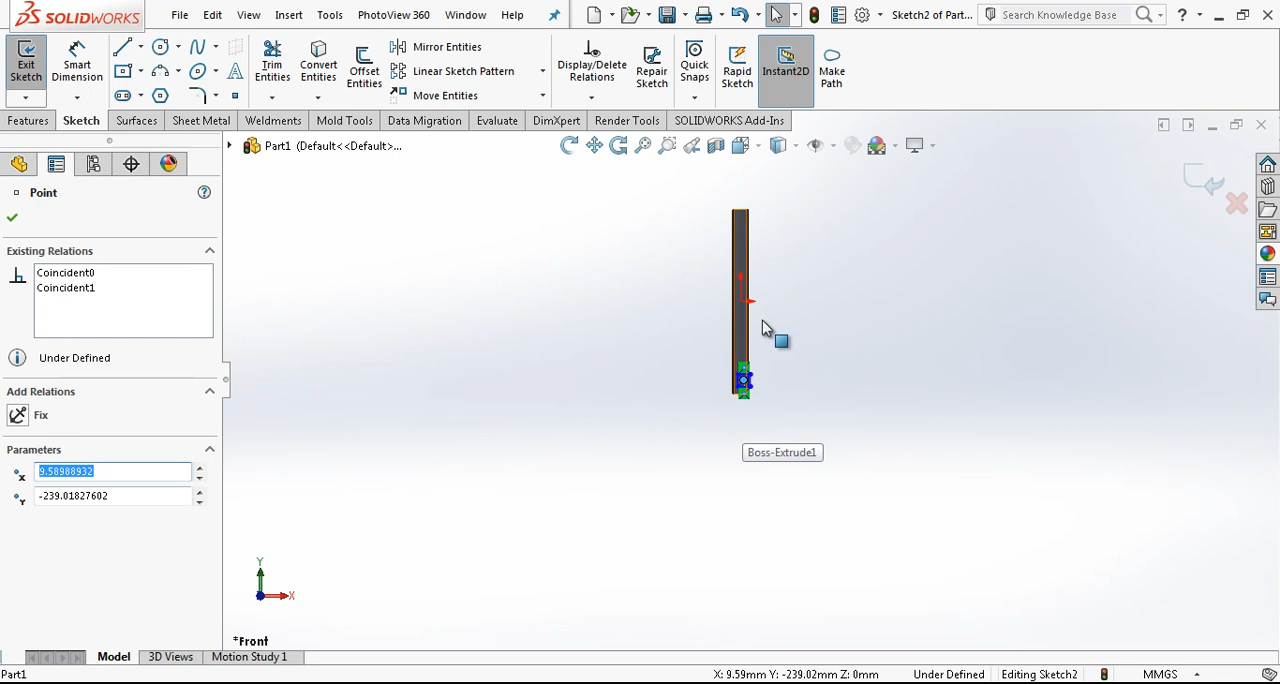 SOLIDWORKS File Edit View Insert Tools PhotoView 360 Window Help Sketch2 of Part... Search Knowledge Base ?
Exit Sketch Smart Dimension Trim Entities Convert Entities Offset Entities Mirror Entities Linear Sketch Pattern Move Entities Display/Delete Relations Repair Sketch Quick Snaps Rapid Sketch Instant2D Make Path
Features Sketch Surfaces Sheet Metal Weldments Mold Tools Data Migration Evaluate DimXpert Render Tools SOLIDWORKS Add-Ins
Part1 (Default<<Default>...
Point
Existing Relations
Coincident0
Coincident1
Under Defined
Add Relations
Fix
Parameters
9.58988932
-239.01827602
Boss-Extrude1
Y
X
*Front
Model 3D Views Motion Study 1
Part1 X: 9.59mm Y: -239.02mm Z: 0mm Under Defined Editing Sketch2 MMGS